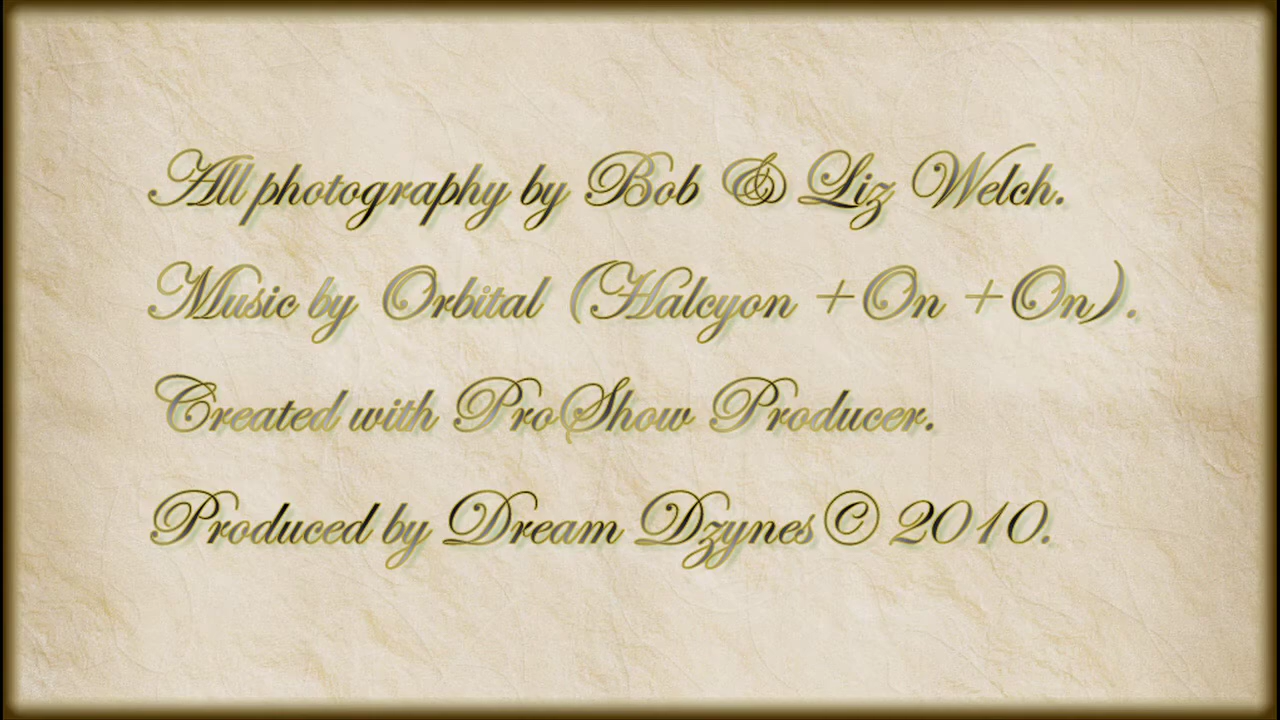 All photography by Bob & Liz Welch.
Music by Orbital (Halcyon + On + On).
Created with ProShow Producer.
Produced by Dream Dzynes © 2010.